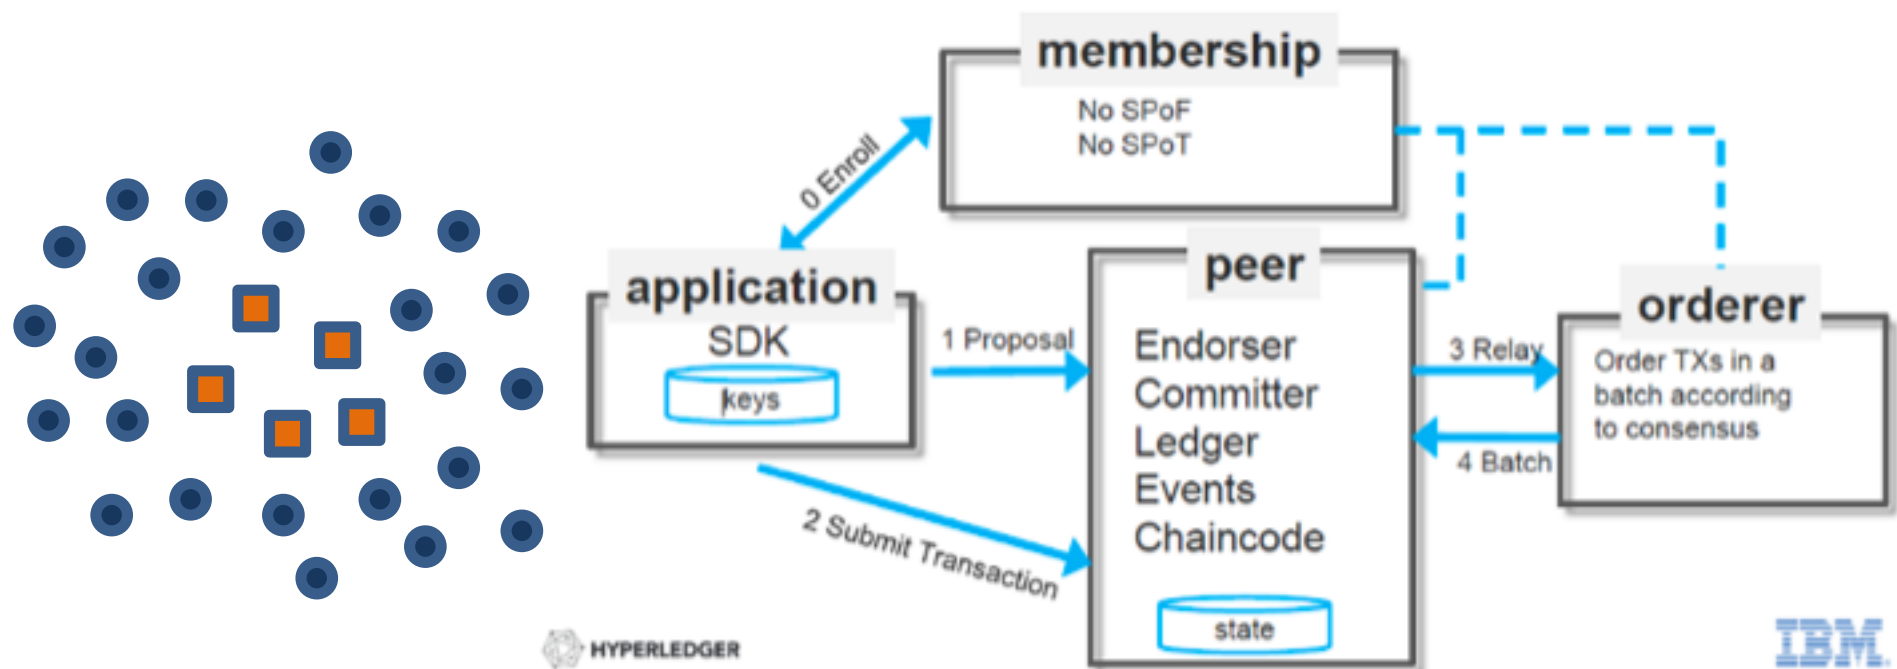 membership
No SPoF
No SPoT
0 Enroll
application
SDK
keys
1 Proposal
2 Submit Transaction
peer
Endorser
Committer
Ledger
Events
Chaincode
state
3 Relay
4 Batch
orderer
Order TXs in a
batch according
to consensus
HYPERLEDGER
IBM